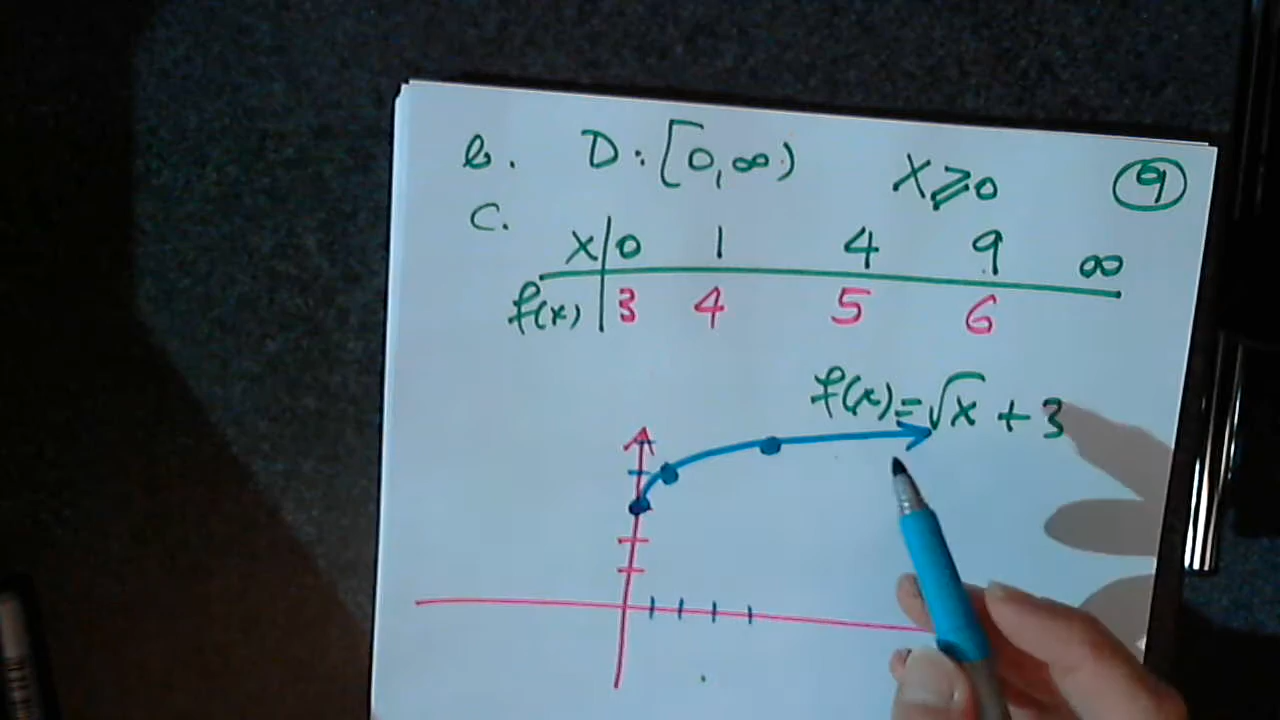 b. D: [0, ∞) X ⩾ 0 9
C.
X 0 1 4 9 ∞
f(x) 3 4 5 6
f(x) = √x + 3